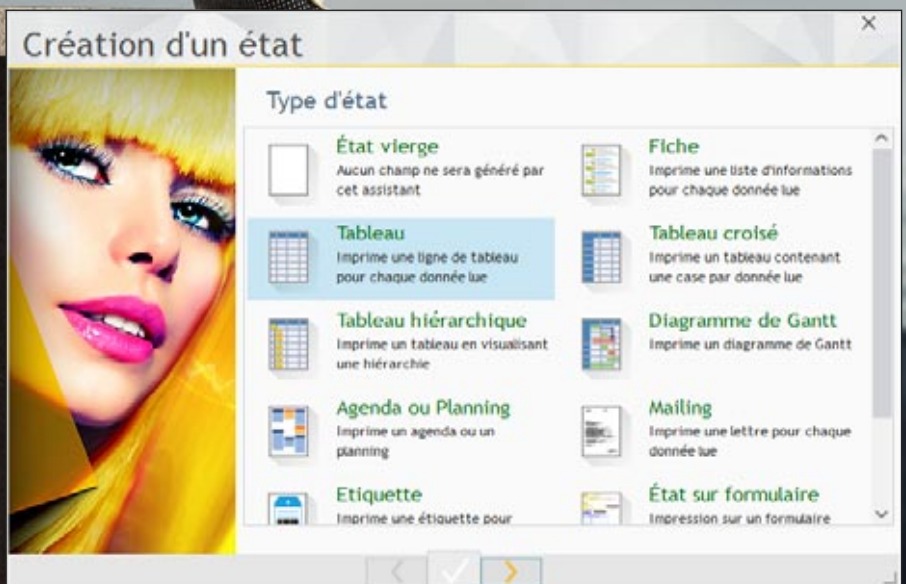 Création d'un état
Type d'état
État vierge
Aucun champ ne sera généré par
cet assistant
Fiche
Imprime une liste d'informations
pour chaque donnée lue
Tableau
Imprime une ligne de tableau
pour chaque donnée lue
Tableau croisé
Imprime un tableau contenant
une case par donnée lue
Tableau hiérarchique
Imprime un tableau en visualisant
une hiérarchie
Diagramme de Gantt
Imprime un diagramme de Gantt
Agenda ou Planning
Imprime un agenda ou un
planning
Mailing
Imprime une lettre pour chaque
donnée lue
Etiquette
Imprime une étiquette pour
État sur formulaire
Impression sur un formulaire